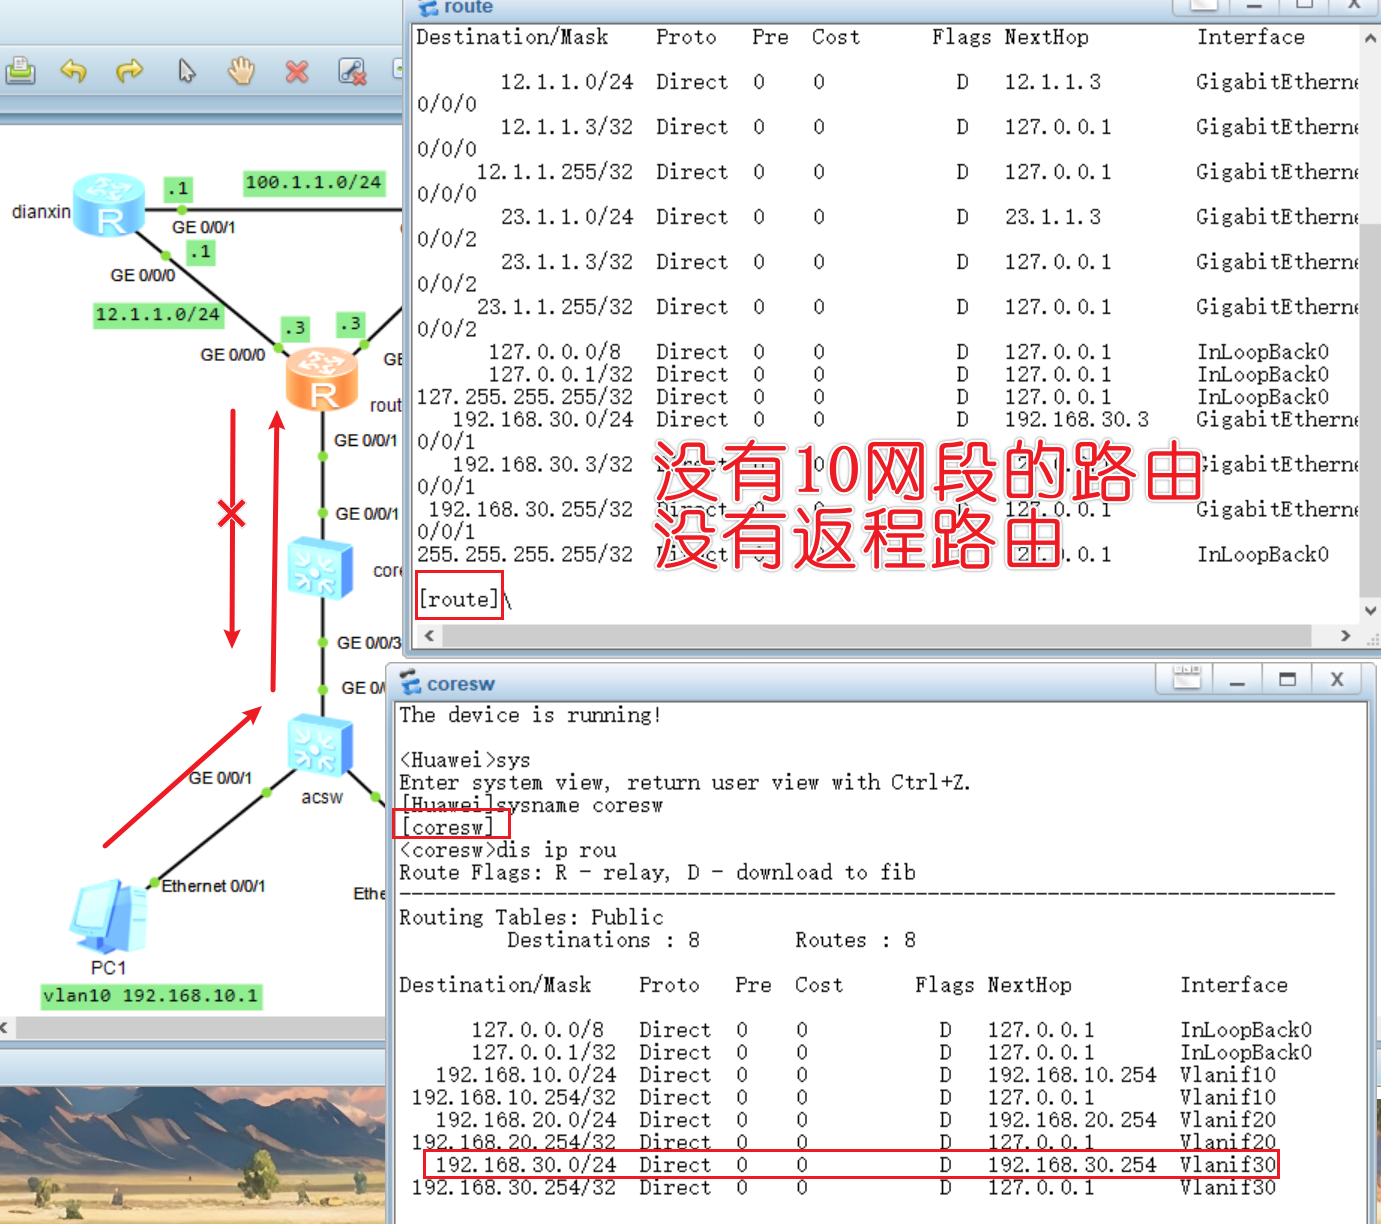 route
Destination/Mask    Proto   Pre  Cost      Flags NextHop         Interface
12.1.1.0/24  Direct  0    0           D   12.1.1.3        GigabitEtherne
0/0/0
12.1.1.3/32  Direct  0    0           D   127.0.0.1       GigabitEtherne
0/0/0
12.1.1.255/32  Direct  0    0           D   127.0.0.1       GigabitEtherne
0/0/0
23.1.1.0/24  Direct  0    0           D   23.1.1.3        GigabitEtherne
0/0/2
23.1.1.3/32  Direct  0    0           D   127.0.0.1       GigabitEtherne
0/0/2
23.1.1.255/32  Direct  0    0           D   127.0.0.1       GigabitEtherne
0/0/2
127.0.0.0/8   Direct  0    0           D   127.0.0.1       InLoopBack0
127.0.0.1/32  Direct  0    0           D   127.0.0.1       InLoopBack0
127.255.255.255/32  Direct  0    0           D   127.0.0.1       InLoopBack0
192.168.30.0/24  Direct  0    0           D   192.168.30.3    GigabitEtherne
0/0/1
192.168.30.3/32
0/0/1
192.168.30.255/32 GigabitEtherne
0/0/1
255.255.255.255/32 InLoopBack0
没有10网段的路由
没有返程路由
[route]\
dianxin
.1
100.1.1.0/24
GE 0/0/1
.1
GE 0/0/0
12.1.1.0/24
.3
.3
GE 0/0/0
GE
rout
GE 0/0/1
GE 0/0/1
core
GE 0/0/3
GE 0/
GE 0/0/1
acsw
Ethernet 0/0/1
Ethe
PC1
vlan10 192.168.10.1
coresw
The device is running!
<Huawei>sys
Enter system view, return user view with Ctrl+Z.
[Huawei]sysname coresw
[coresw]
<coresw>dis ip rou
Route Flags: R - relay, D - download to fib
------------------------------------------------------------------------------
Routing Tables: Public
Destinations : 8        Routes : 8
Destination/Mask    Proto   Pre  Cost      Flags NextHop         Interface
127.0.0.0/8   Direct  0    0           D   127.0.0.1       InLoopBack0
127.0.0.1/32  Direct  0    0           D   127.0.0.1       InLoopBack0
192.168.10.0/24  Direct  0    0           D   192.168.10.254  Vlanif10
192.168.10.254/32  Direct  0    0           D   127.0.0.1       Vlanif10
192.168.20.0/24  Direct  0    0           D   192.168.20.254  Vlanif20
192.168.20.254/32  Direct  0    0           D   127.0.0.1       Vlanif20
192.168.30.0/24  Direct  0    0           D   192.168.30.254  Vlanif30
192.168.30.254/32  Direct  0    0           D   127.0.0.1       Vlanif30